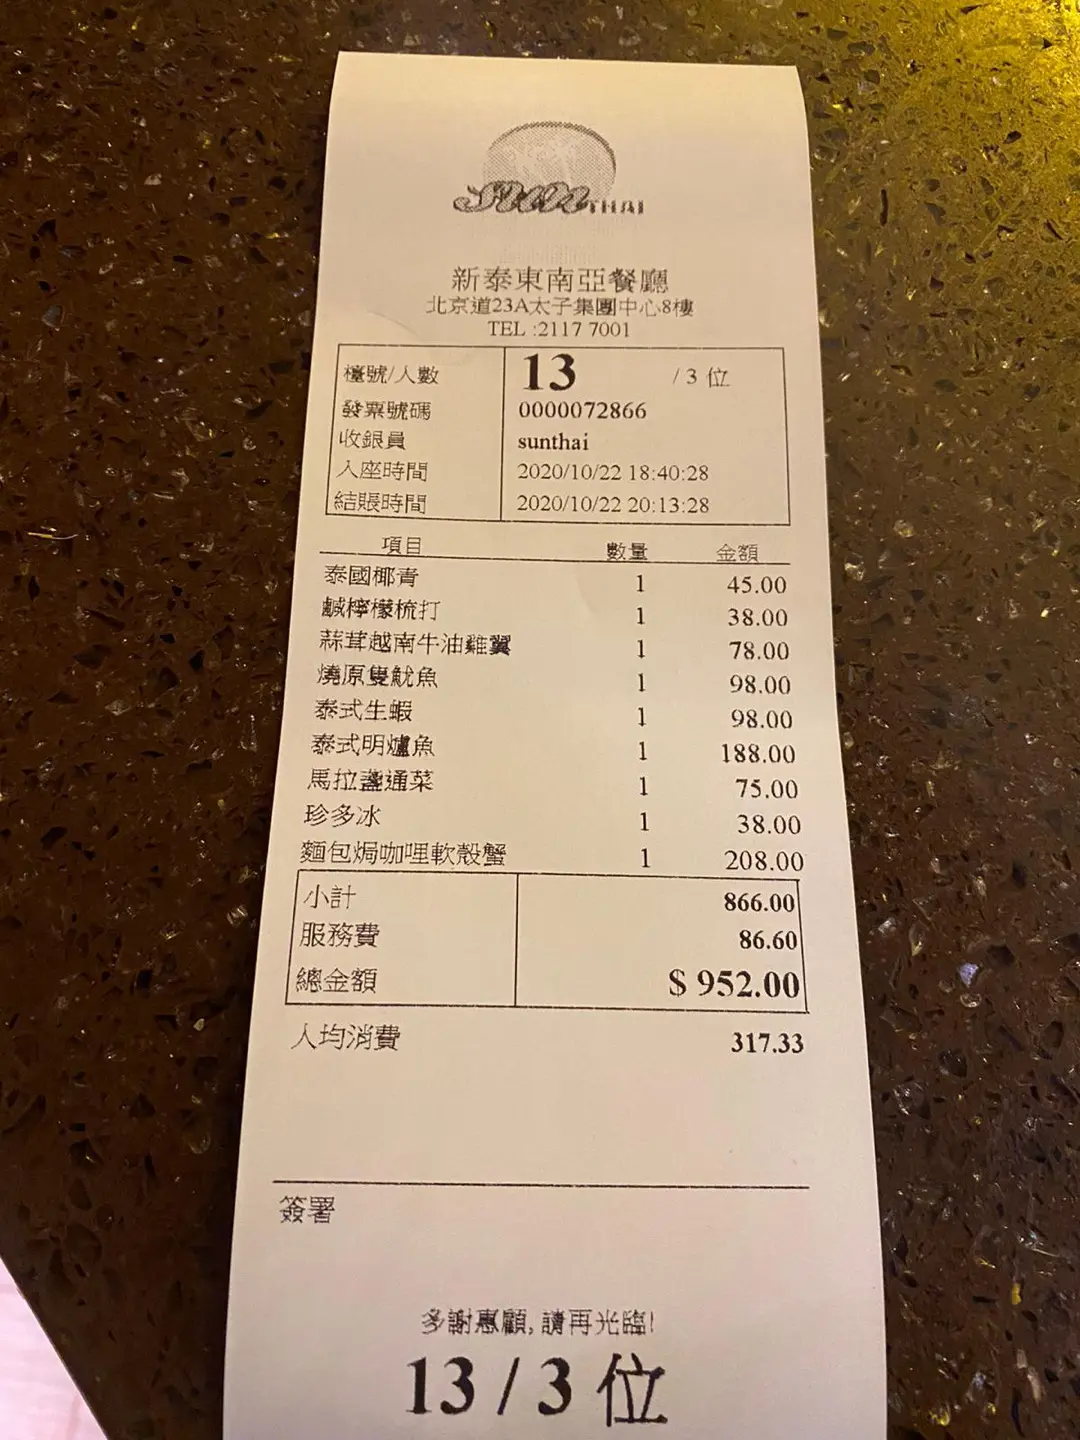 Sun THAI
新泰東南亞餐廳
北京道23A太子集團中心8樓
TEL :2117 7001
檯號/人數 13 / 3 位
發票號碼 0000072866
收銀員 sunthai
入座時間 2020/10/22 18:40:28
結賬時間 2020/10/22 20:13:28
項目 數量 金額
泰國椰青 1 45.00
鹹檸檬梳打 1 38.00
蒜茸越南牛油雞翼 1 78.00
燒原隻魷魚 1 98.00
泰式生蝦 1 98.00
泰式明爐魚 1 188.00
馬拉盞通菜 1 75.00
珍多冰 1 38.00
麵包焗咖哩軟殼蟹 1 208.00
小計 866.00
服務費 86.60
總金額 $ 952.00
人均消費 317.33
簽署
多謝惠顧, 請再光臨!
13 / 3 位